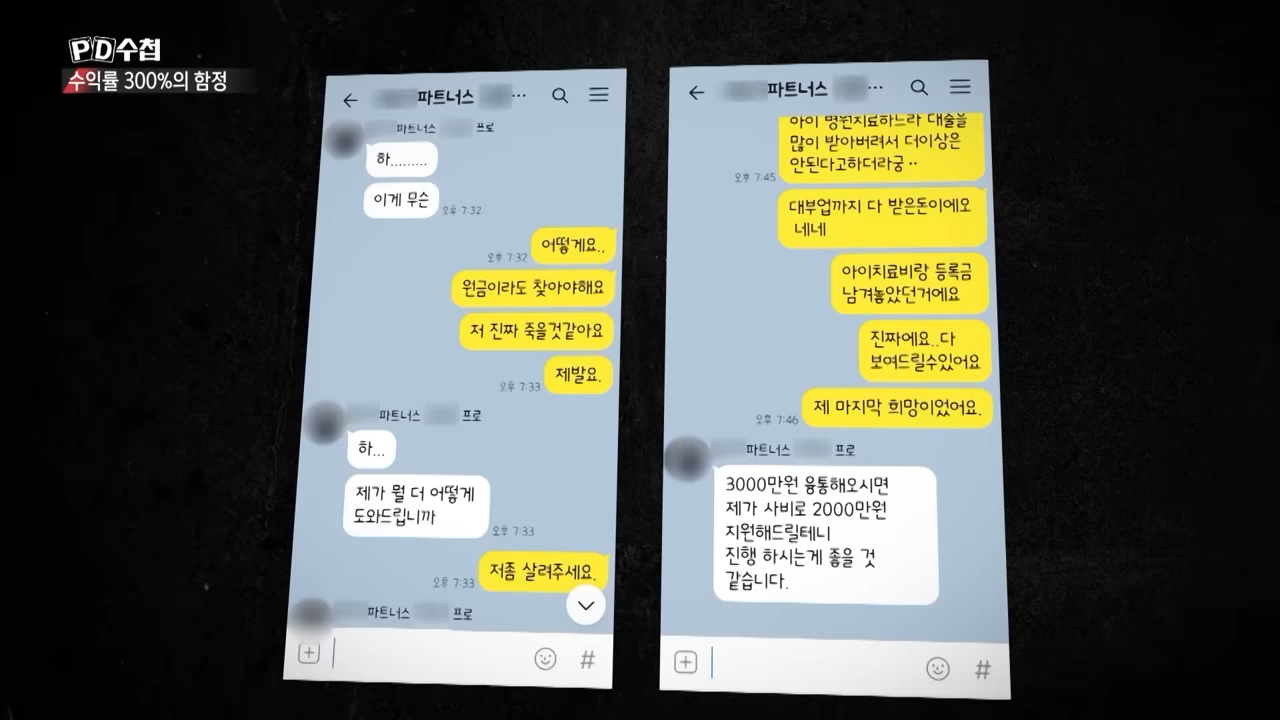 PD수첩
수익률 300%의 함정
파트너스 ...
파트너스 프로
하.........
이게 무슨
오후 7:32
어떻게요..
오후 7:32
원금이라도 찾아야해요
저 진짜 죽을것같아요
제발요.
오후 7:33
파트너스 프로
하...
제가 뭘 더 어떻게
도와드립니까
오후 7:33
저좀 살려주세요.
오후 7:33
파트너스 프로
#
파트너스 ...
아이 병원치료하느라 대출을
많이 받아버려서 더이상은
안된다고하더라궁..
오후 7:45
대부업까지 다 받은돈이에오
네네
아이치료비랑 등록금
남겨놓았던거에요
진짜에요..다
보여드릴수있어요
제 마지막 희망이었어요.
오후 7:46
파트너스 프로
3000만원 융통해오시면
제가 사비로 2000만원
지원해드릴테니
진행 하시는게 좋을 것
같습니다.
#